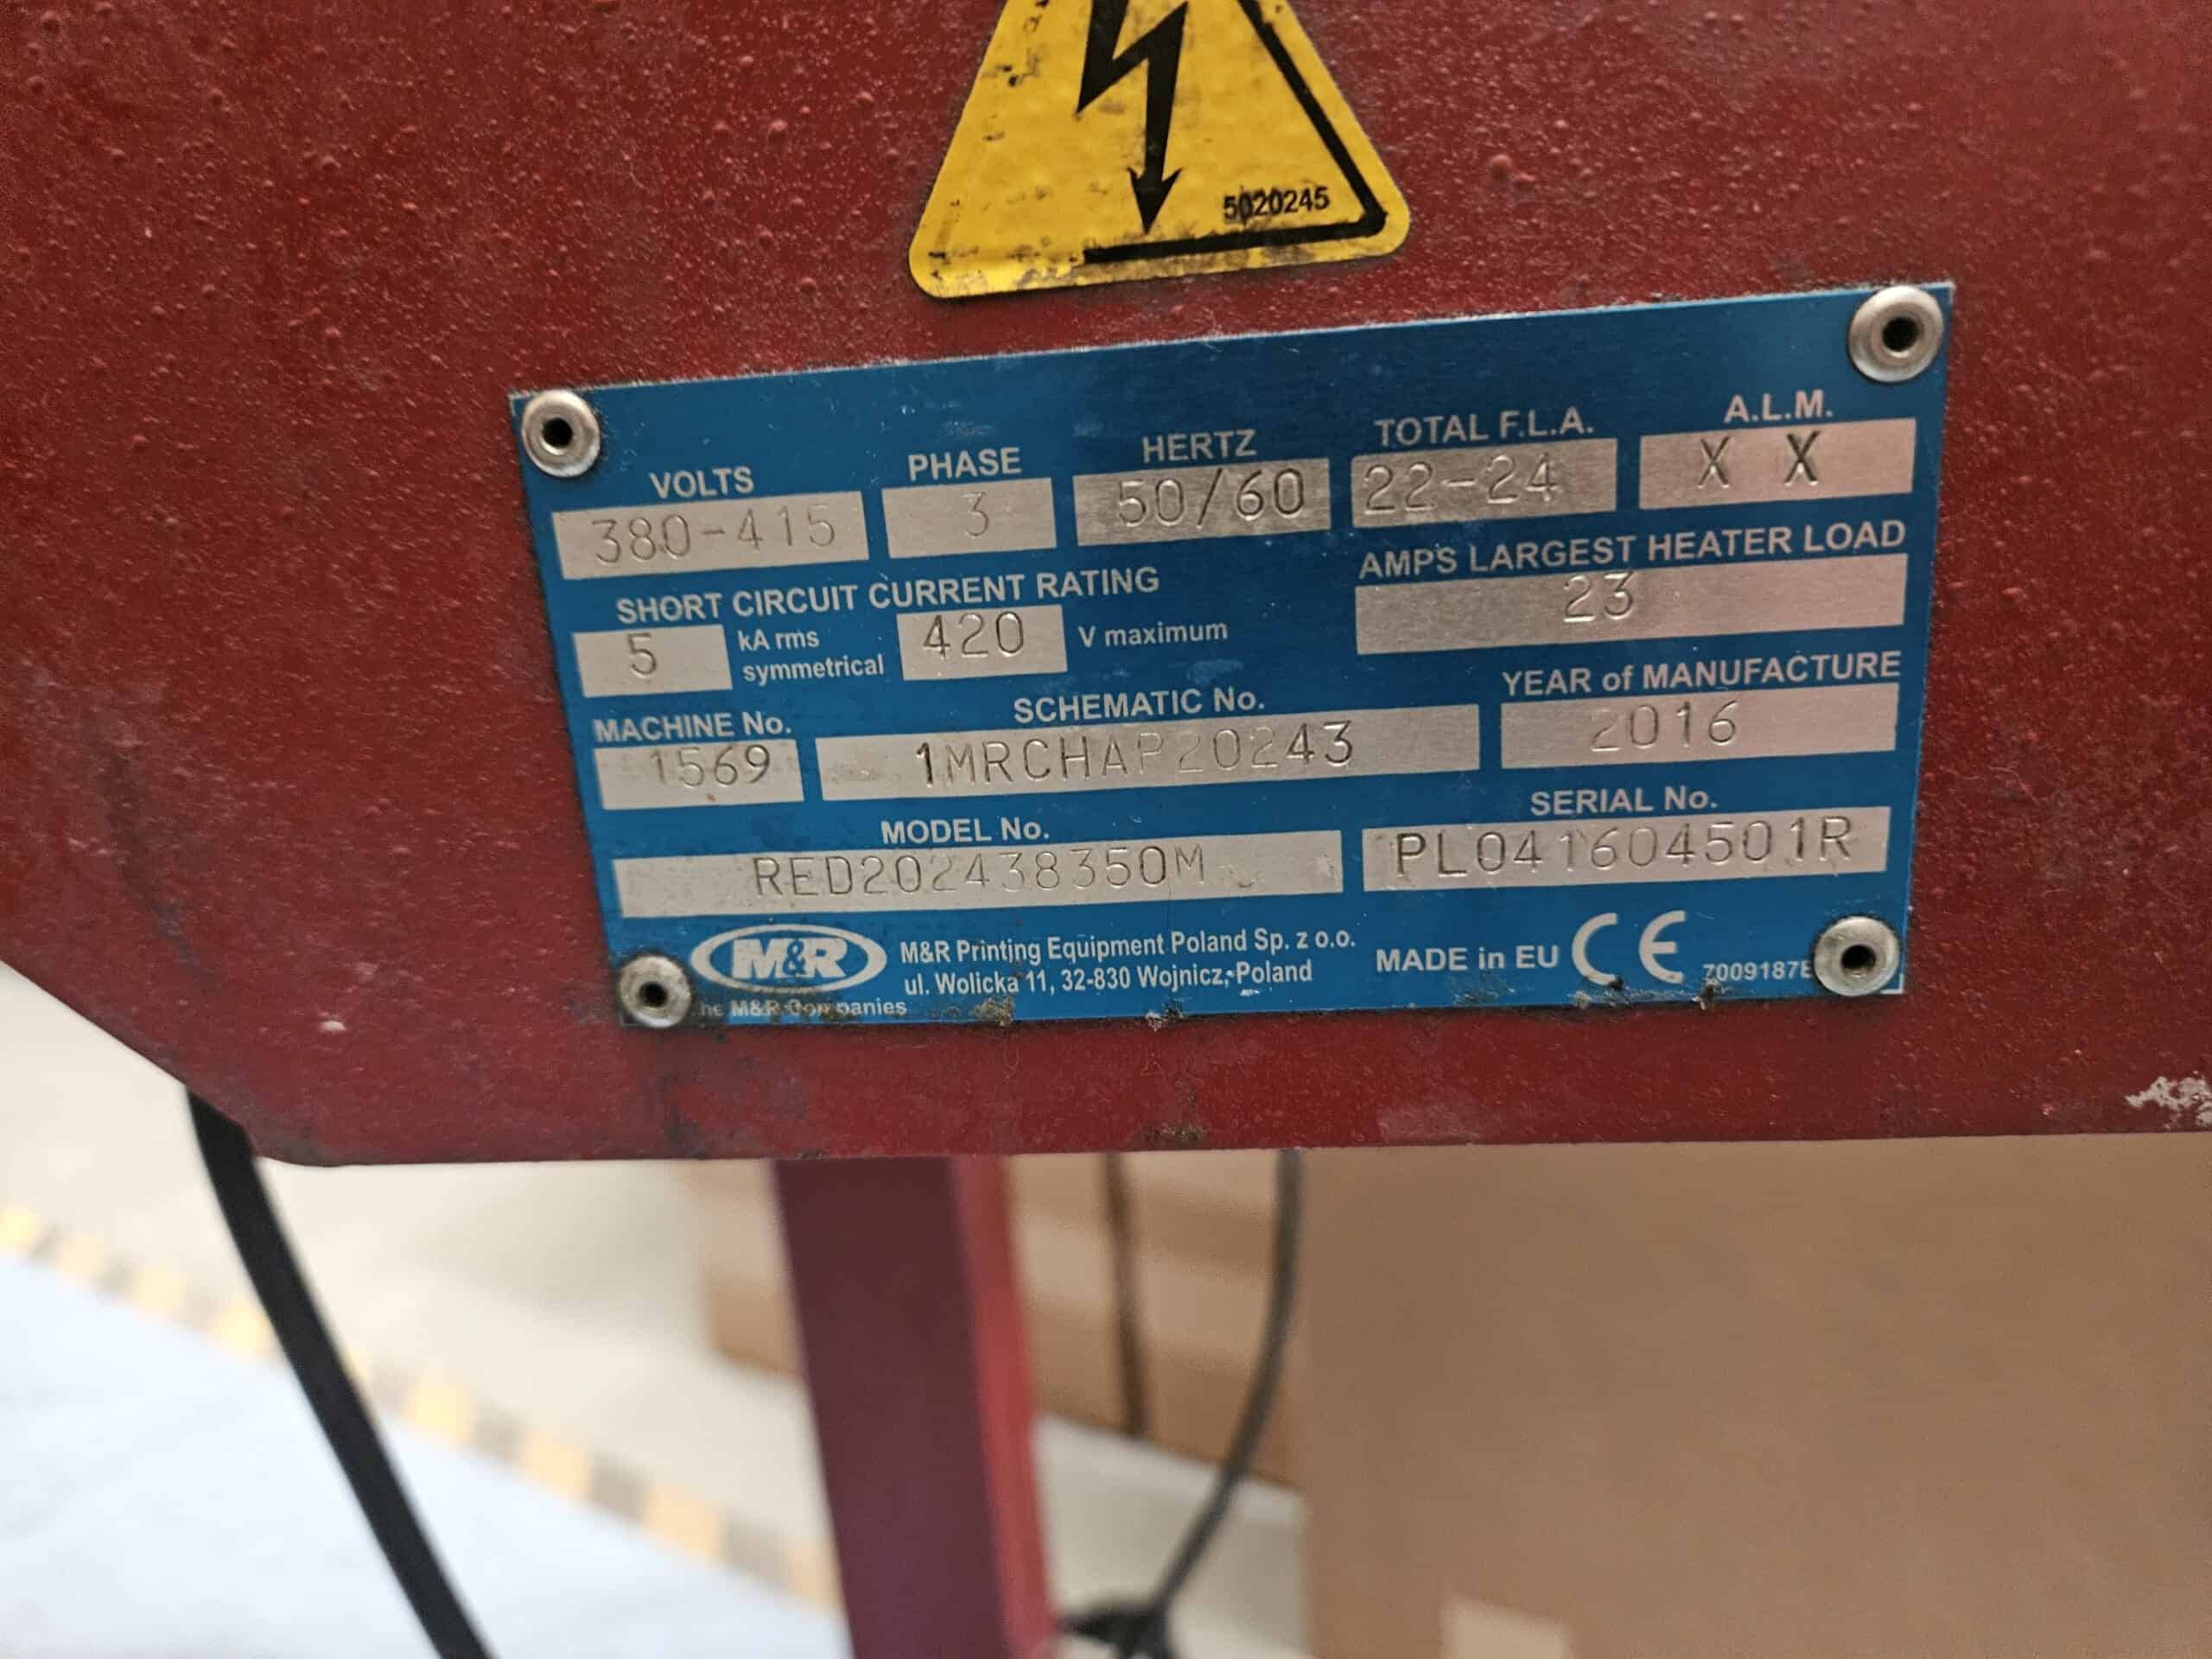 5020245
VOLTS PHASE HERTZ TOTAL F.L.A. A.L.M.
380-415 3 50/60 22-24 X X
SHORT CIRCUIT CURRENT RATING AMPS LARGEST HEATER LOAD
5 kA rms symmetrical 420 V maximum 23
MACHINE No. SCHEMATIC No. YEAR of MANUFACTURE
1569 1MRCHAP20243 2016
MODEL No. SERIAL No.
RED202438350M PL041604501R
M&R M&R Printing Equipment Poland Sp. z o.o. MADE in EU CE
ul. Wolicka 11, 32-830 Wojnicz, Poland 7009187E
M&R Companies